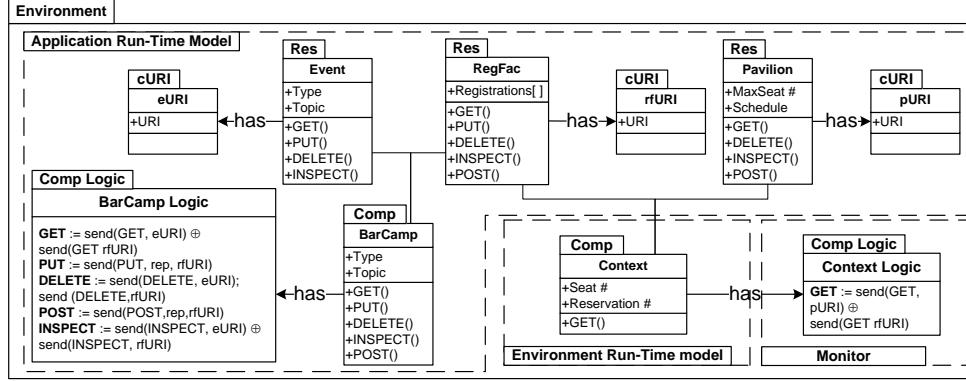 Environment
Application Run-Time Model
Res
Event
+Type
+Topic
+GET()
+PUT()
+DELETE()
+INSPECT()
Res
RegFac
+Registrations[ ]
+GET()
+PUT()
+DELETE()
+INSPECT()
+POST()
Res
Pavilion
+MaxSeat #
+Schedule
+GET()
+DELETE()
+INSPECT()
+POST()
cURI
eURI
+URI
has
cURI
rfURI
+URI
has
cURI
pURI
+URI
has
Comp Logic
BarCamp Logic
GET := send(GET, eURI) ⊕
send(GET rfURI)
PUT := send(PUT, rep, rfURI)
DELETE := send(DELETE, eURI);
send (DELETE,rfURI)
POST := send(POST,rep,rfURI)
INSPECT := send(INSPECT, eURI) ⊕
send(INSPECT, rfURI)
has
Comp
BarCamp
+Type
+Topic
+GET()
+PUT()
+DELETE()
+INSPECT()
+POST()
Comp
Context
+Seat #
+Reservation #
+GET()
has
Comp Logic
Context Logic
GET := send(GET,
pURI) ⊕
send(GET rfURI)
Environment Run-Time model
Monitor